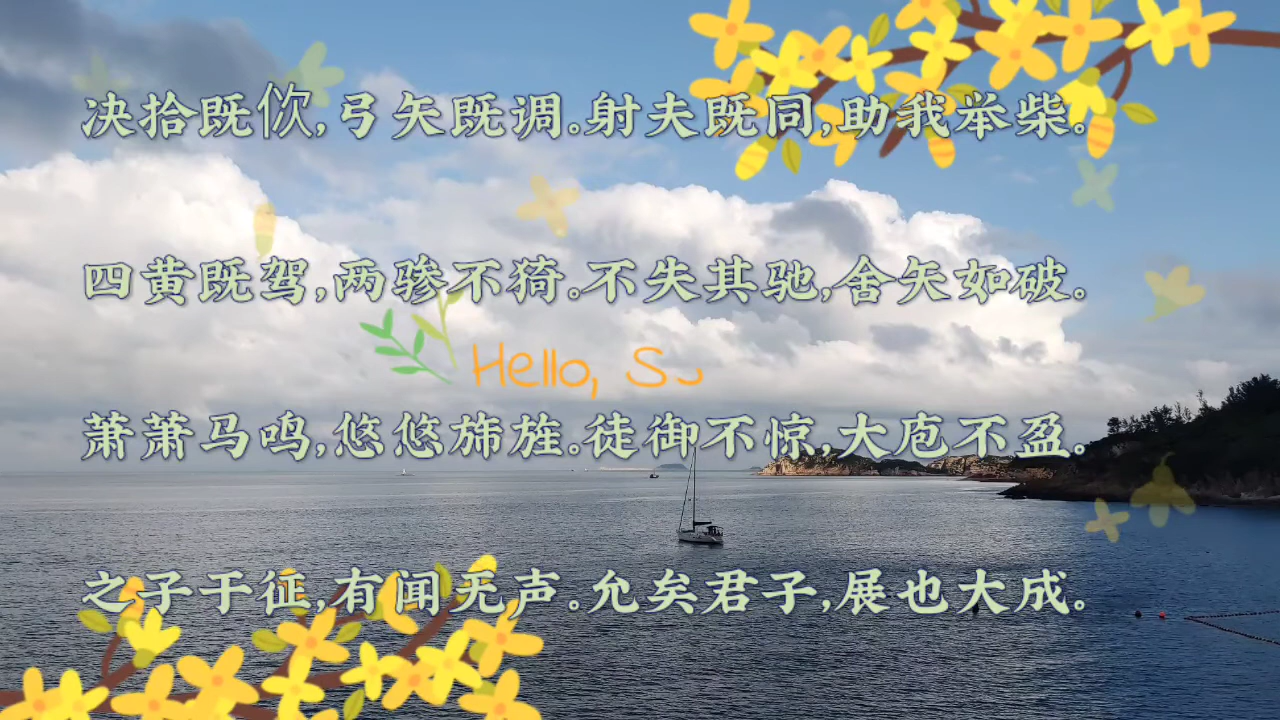 决拾既佽,弓矢既调。射夫既同,助我举柴。
四黄既驾,两骖不猗。不失其驰,舍矢如破。
Hello, S
萧萧马鸣,悠悠旆旌。徒御不惊,大庖不盈。
之子于征,有闻无声。允矣君子,展也大成。